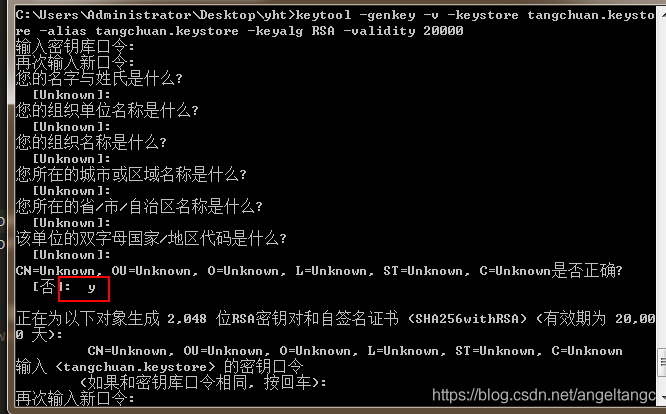 C:\Users\Administrator\Desktop\yht>keytool -genkey -v -keystore tangchuan.keysto
re -alias tangchuan.keystore -keyalg RSA -validity 20000
输入密钥库口令:
再次输入新口令:
您的名字与姓氏是什么?
[Unknown]:
您的组织单位名称是什么?
[Unknown]:
您的组织名称是什么?
[Unknown]:
您所在的城市或区域名称是什么?
[Unknown]:
您所在的省/市/自治区名称是什么?
[Unknown]:
该单位的双字母国家/地区代码是什么?
[Unknown]:
CN=Unknown, OU=Unknown, O=Unknown, L=Unknown, ST=Unknown, C=Unknown是否正确?
[否]: y
正在为以下对象生成 2,048 位RSA密钥对和自签名证书 (SHA256withRSA) (有效期为 20,00
0 天):
CN=Unknown, OU=Unknown, O=Unknown, L=Unknown, ST=Unknown, C=Unknown
输入 <tangchuan.keystore> 的密钥口令
(如果和密钥库口令相同, 按回车):
再次输入新口令:
https://blog.csdn.net/angeltangc